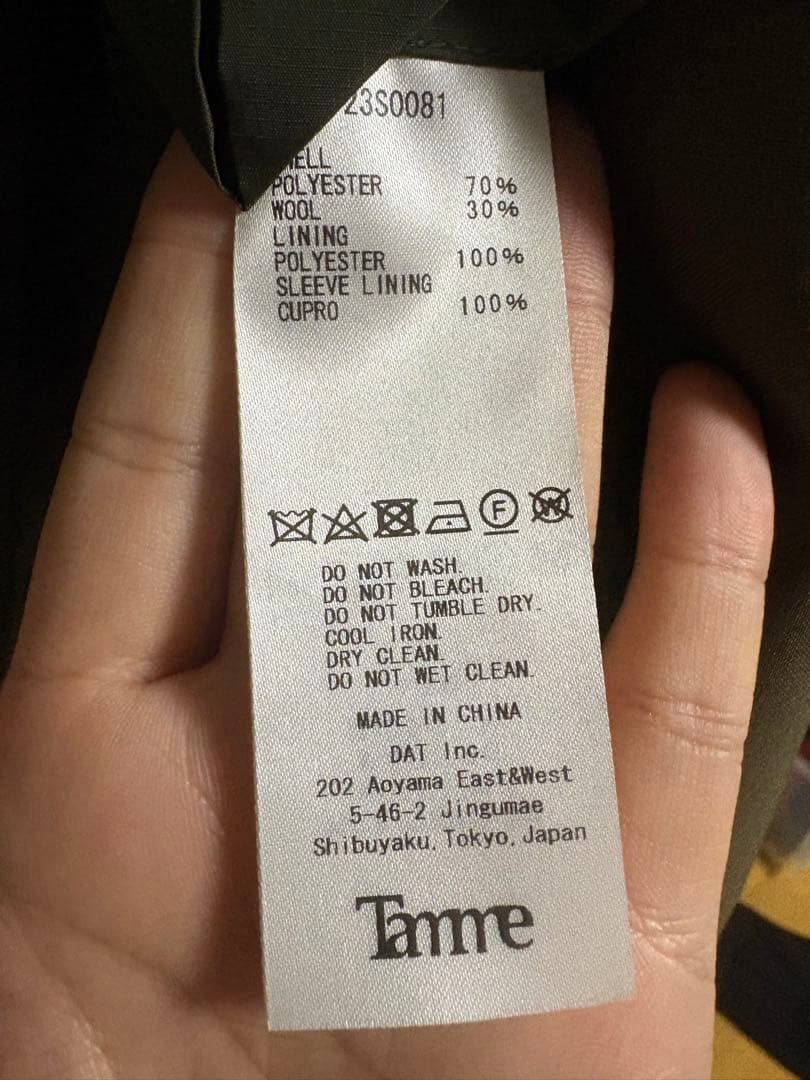 23S0081
ELL
POLYESTER 70%
WOOL 30%
LINING
POLYESTER 100%
SLEEVE LINING
CUPRO 100%
F W
DO NOT WASH.
DO NOT BLEACH.
DO NOT TUMBLE DRY.
COOL IRON.
DRY CLEAN.
DO NOT WET CLEAN.
MADE IN CHINA
DAT Inc.
202 Aoyama East&West
5-46-2 Jingumae
Shibuyaku, Tokyo, Japan
Tamme